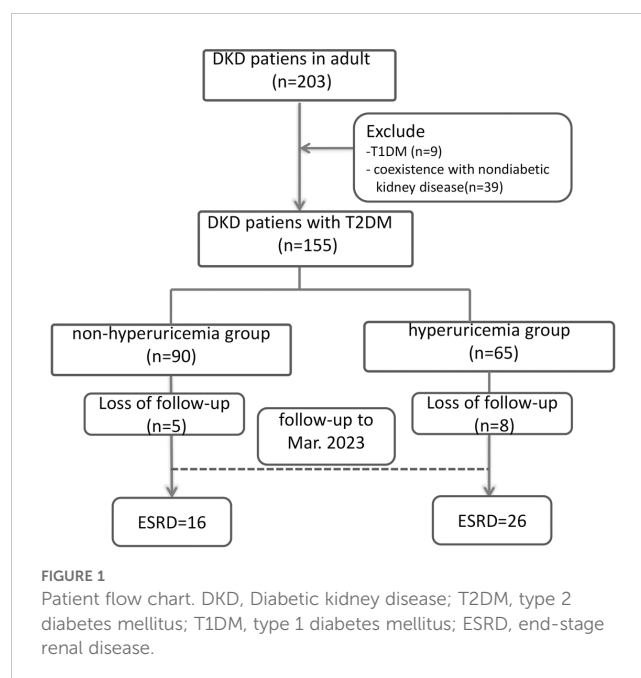 DKD patiens in adult
(n=203)
Exclude
-T1DM (n=9)
- coexistence with nondiabetic
kidney disease(n=39)
DKD patiens with T2DM
(n=155)
non-hyperuricemia group
(n=90)
hyperuricemia group
(n=65)
Loss of follow-up
(n=5)
follow-up to
Mar. 2023
Loss of follow-up
(n=8)
ESRD=16
ESRD=26
FIGURE 1
Patient flow chart. DKD, Diabetic kidney disease; T2DM, type 2
diabetes mellitus; T1DM, type 1 diabetes mellitus; ESRD, end-stage
renal disease.